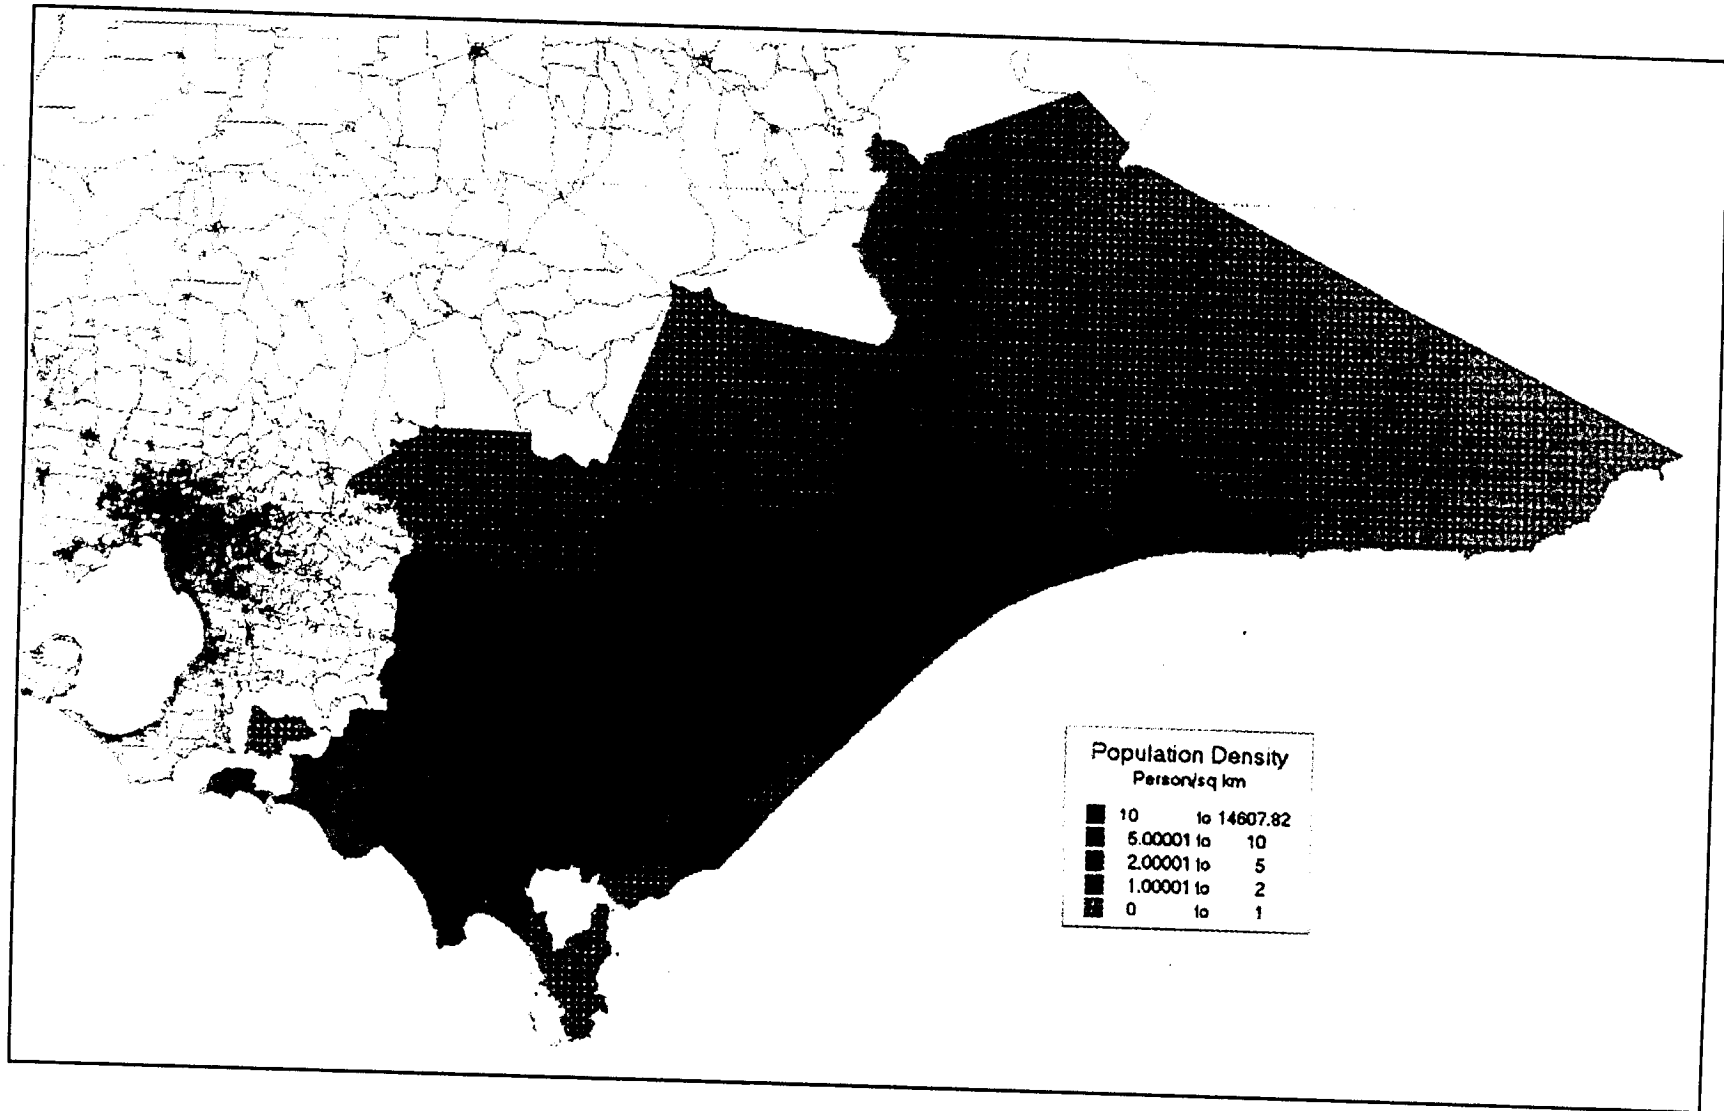 Population Density
Person/sq km
10 to 14607.82
5.00001 to 10
2.00001 to 5
1.00001 to 2
0 to 1